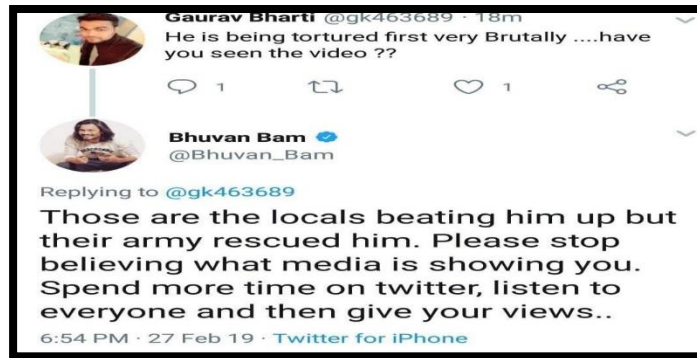 Gaurav Bharti @gk463689 · 18m
He is being tortured first very Brutally ....have
you seen the video ??
1 1
Bhuvan Bam
@Bhuvan_Bam
Replying to @gk463689
Those are the locals beating him up but
their army rescued him. Please stop
believing what media is showing you.
Spend more time on twitter, listen to
everyone and then give your views..
6:54 PM · 27 Feb 19 · Twitter for iPhone